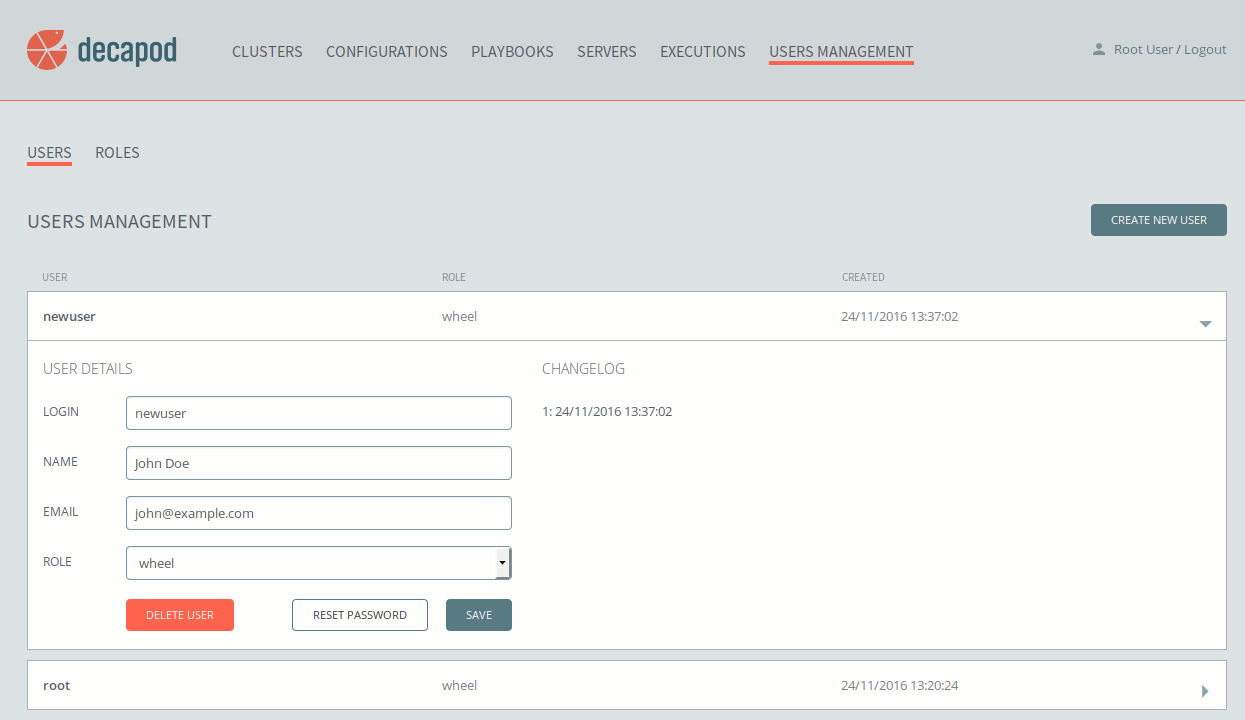 decapod
CLUSTERS CONFIGURATIONS PLAYBOOKS SERVERS EXECUTIONS USERS MANAGEMENT
Root User / Logout
USERS ROLES
USERS MANAGEMENT
CREATE NEW USER
USER ROLE CREATED
newuser wheel 24/11/2016 13:37:02
USER DETAILS
CHANGELOG
LOGIN newuser
1: 24/11/2016 13:37:02
NAME John Doe
EMAIL john@example.com
ROLE wheel
DELETE USER RESET PASSWORD SAVE
root wheel 24/11/2016 13:20:24